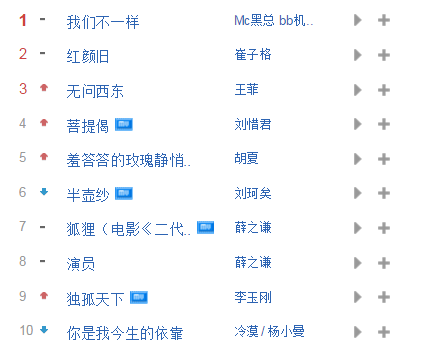 1 - 我们不一样 Mc黑总 bb机..
2 - 红颜旧 崔子格
3 无问西东 王菲
4 菩提偈 MV 刘惜君
5 羞答答的玫瑰静悄.. 胡夏
6 半壶纱 MV 刘珂矣
7 - 狐狸（电影《二代.. MV 薛之谦
8 - 演员 薛之谦
9 独孤天下 MV 李玉刚
10 你是我今生的依靠 冷漠 / 杨小曼